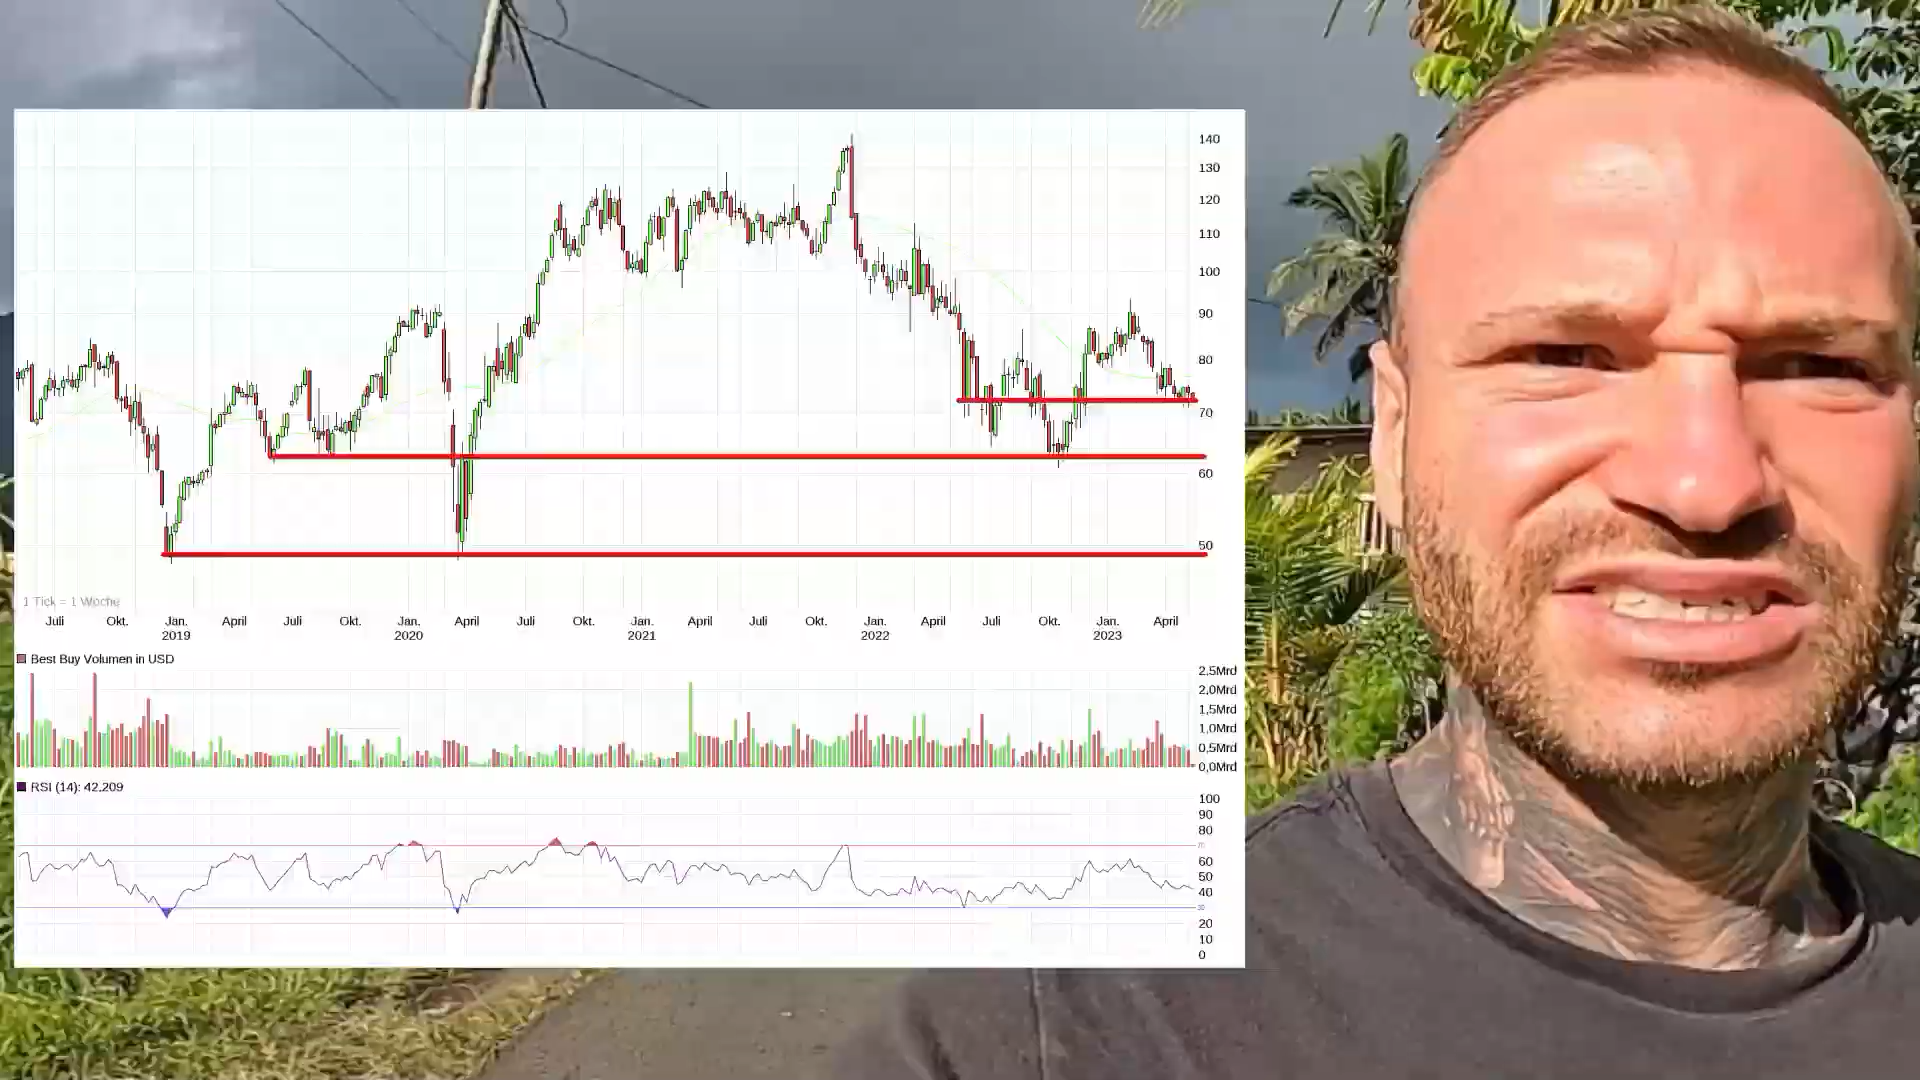 140
130
120
110
100
90
80
70
60
50
1 Tick = 1 Woche
Juli Okt. Jan. April Juli Okt. Jan. April Juli Okt. Jan. April Juli Okt. Jan. April Juli Okt. Jan. April
2019 2020 2021 2022 2023
Best Buy Volumen in USD
2,5Mrd
2,0Mrd
1,5Mrd
1,0Mrd
0,5Mrd
0,0Mrd
RSI (14): 42,209
100
90
80
70
60
50
40
30
20
10
0